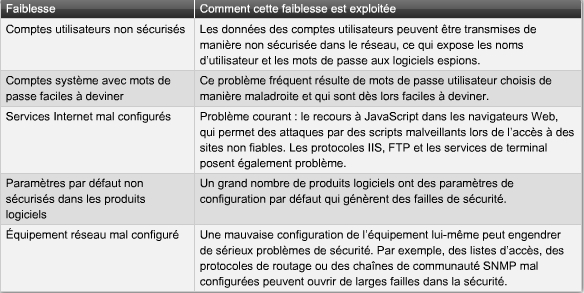 Faiblesse
Comment cette faiblesse est exploitée
Comptes utilisateurs non sécurisés
Les données des comptes utilisateurs peuvent être transmises de
manière non sécurisée dans le réseau, ce qui expose les noms
d'utilisateur et les mots de passe aux logiciels espions.
Comptes système avec mots de
passe faciles à deviner
Ce problème fréquent résulte de mots de passe utilisateur choisis de
manière maladroite et qui sont dès lors faciles à deviner.
Services Internet mal configurés
Problème courant : le recours à JavaScript dans les navigateurs Web,
qui permet des attaques par des scripts malveillants lors de l'accès à des
sites non fiables. Les protocoles IIS, FTP et les services de terminal
posent également problème.
Paramètres par défaut non
sécurisés dans les produits
logiciels
Un grand nombre de produits logiciels ont des paramètres de
configuration par défaut qui génèrent des failles de sécurité.
Équipement réseau mal configuré
Une mauvaise configuration de l'équipement lui-même peut engendrer
de sérieux problèmes de sécurité. Par exemple, des listes d'accès, des
protocoles de routage ou des chaînes de communauté SNMP mal
configurées peuvent ouvrir de larges failles dans la sécurité.